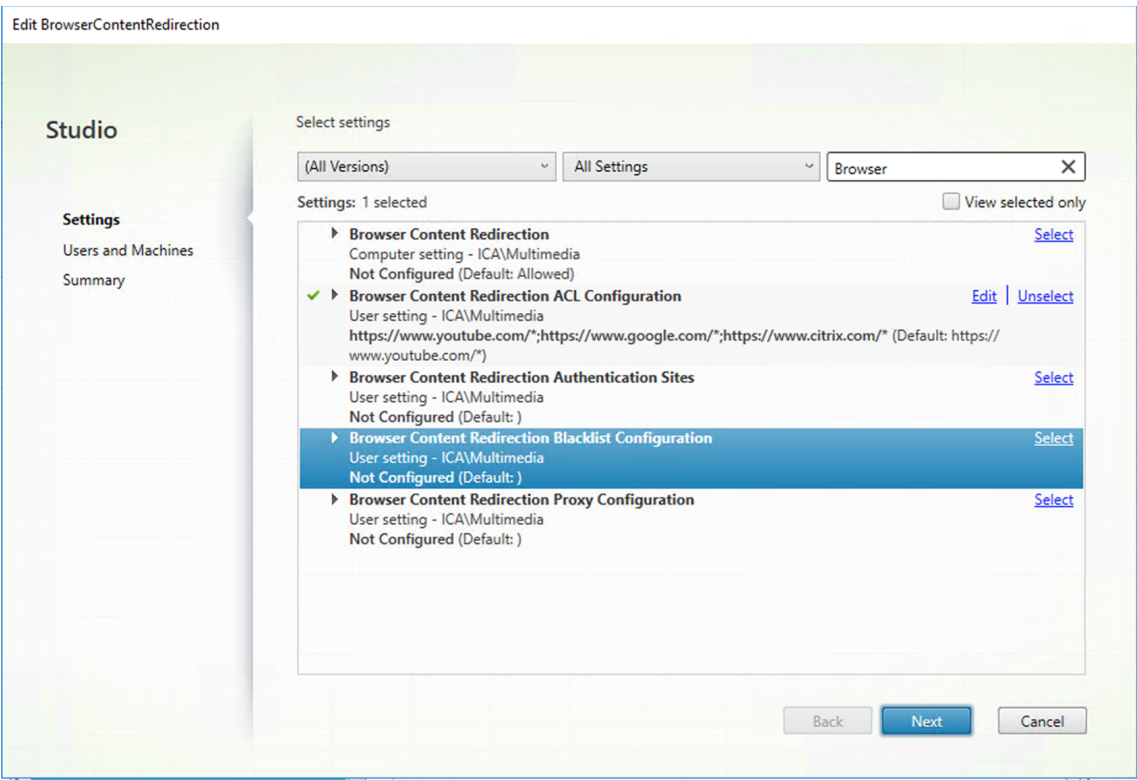 Edit BrowserContentRedirection
Studio
Settings
Users and Machines
Summary
Select settings
(All Versions)
All Settings
Browser
Settings: 1 selected
View selected only
Browser Content Redirection
Select
Computer setting - ICA\Multimedia
Not Configured (Default: Allowed)
Browser Content Redirection ACL Configuration
Edit | Unselect
User setting - ICA\Multimedia
https://www.youtube.com/*;https://www.google.com/*;https://www.citrix.com/* (Default: https://
www.youtube.com/*)
Browser Content Redirection Authentication Sites
Select
User setting - ICA\Multimedia
Not Configured (Default: )
Browser Content Redirection Blacklist Configuration
Select
User setting - ICA\Multimedia
Not Configured (Default: )
Browser Content Redirection Proxy Configuration
Select
User setting - ICA\Multimedia
Not Configured (Default: )
Back
Next
Cancel